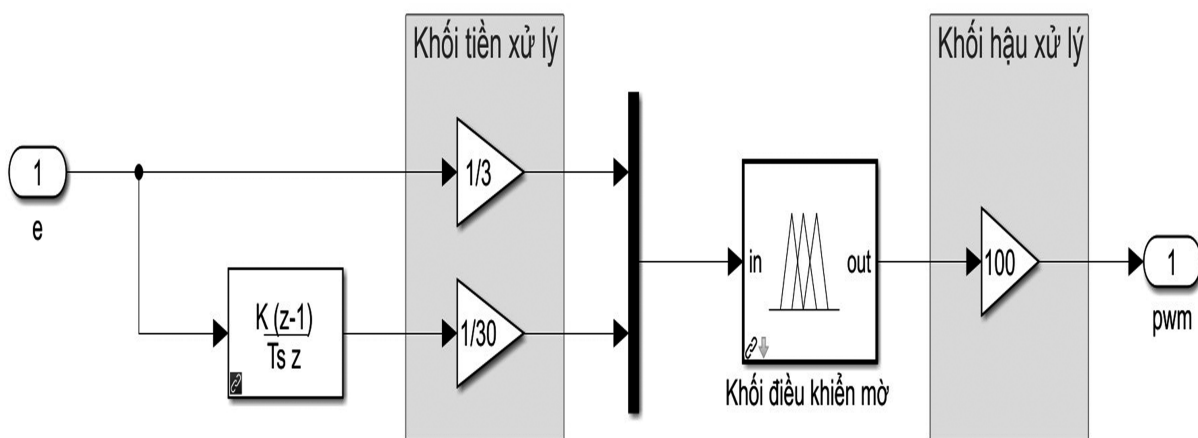 Khối tiền xử lý
Khối hậu xử lý
1
e
1/3
K (z-1)
Ts z
1/30
in
out
Khối điều khiển mờ
100
1
pwm